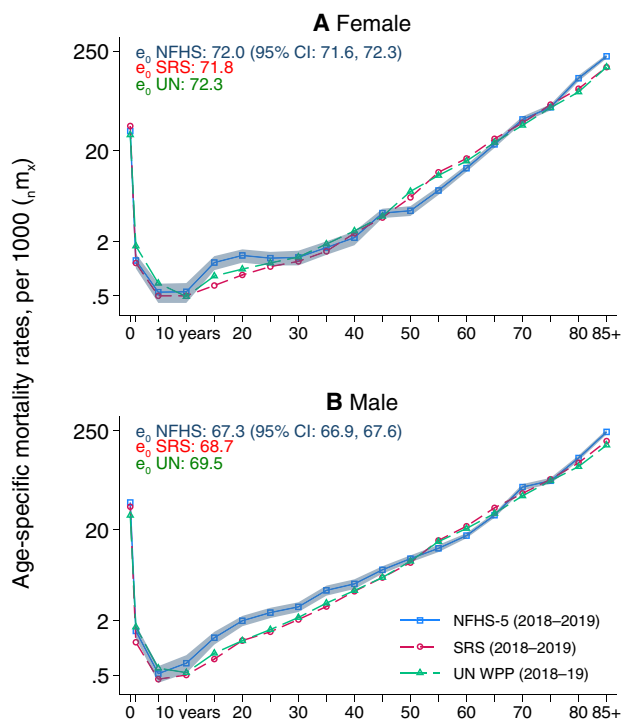 A Female
e₀ NFHS: 72.0 (95% CI: 71.6, 72.3)
e₀ SRS: 71.8
e₀ UN: 72.3
250
20
2
.5
0 10 years 20 30 40 50 60 70 80 85+
Age-specific mortality rates, per 1000 (ₙmₓ)
B Male
e₀ NFHS: 67.3 (95% CI: 66.9, 67.6)
e₀ SRS: 68.7
e₀ UN: 69.5
250
20
2
.5
NFHS-5 (2018–2019)
SRS (2018–2019)
UN WPP (2018–19)
0 10 years 20 30 40 50 60 70 80 85+